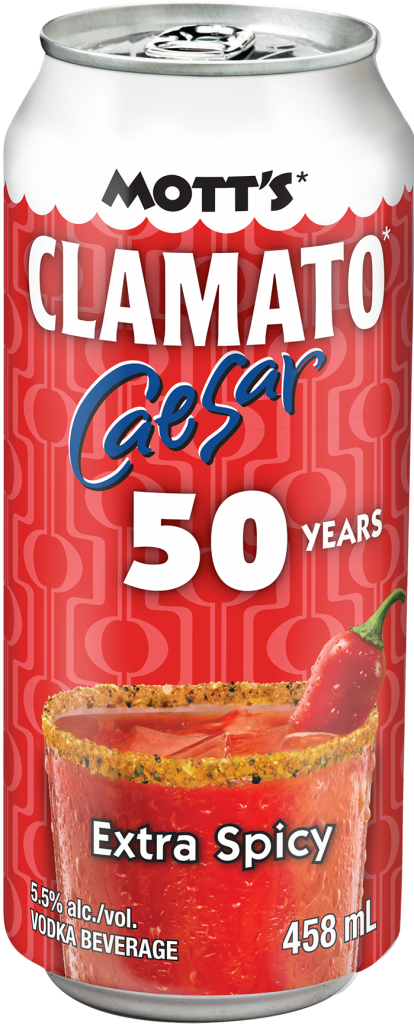 MOTT'S*
CLAMATO*
Caesar
50 YEARS
Extra Spicy
5.5% alc./vol.
VODKA BEVERAGE
458 mL